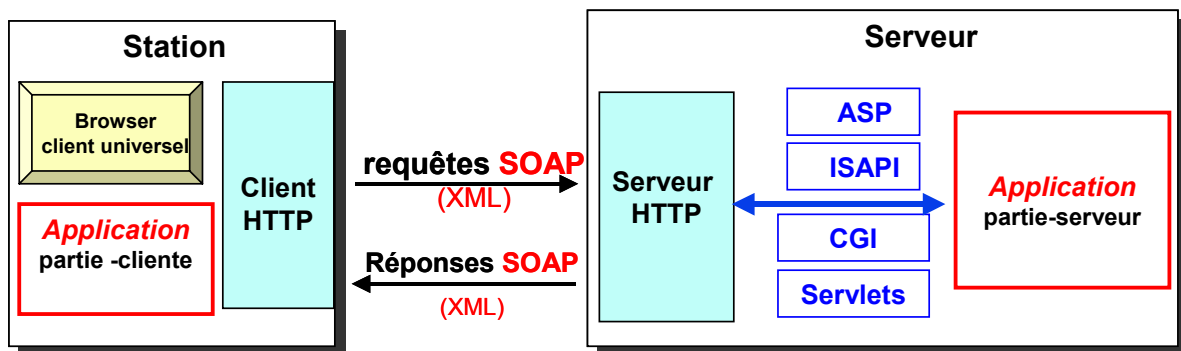 Station
Browser
client universel
Application
partie -cliente
Client
HTTP
requêtes SOAP
(XML)
Réponses SOAP
(XML)
Serveur
Serveur
HTTP
ASP
ISAPI
CGI
Servlets
Application
partie-serveur